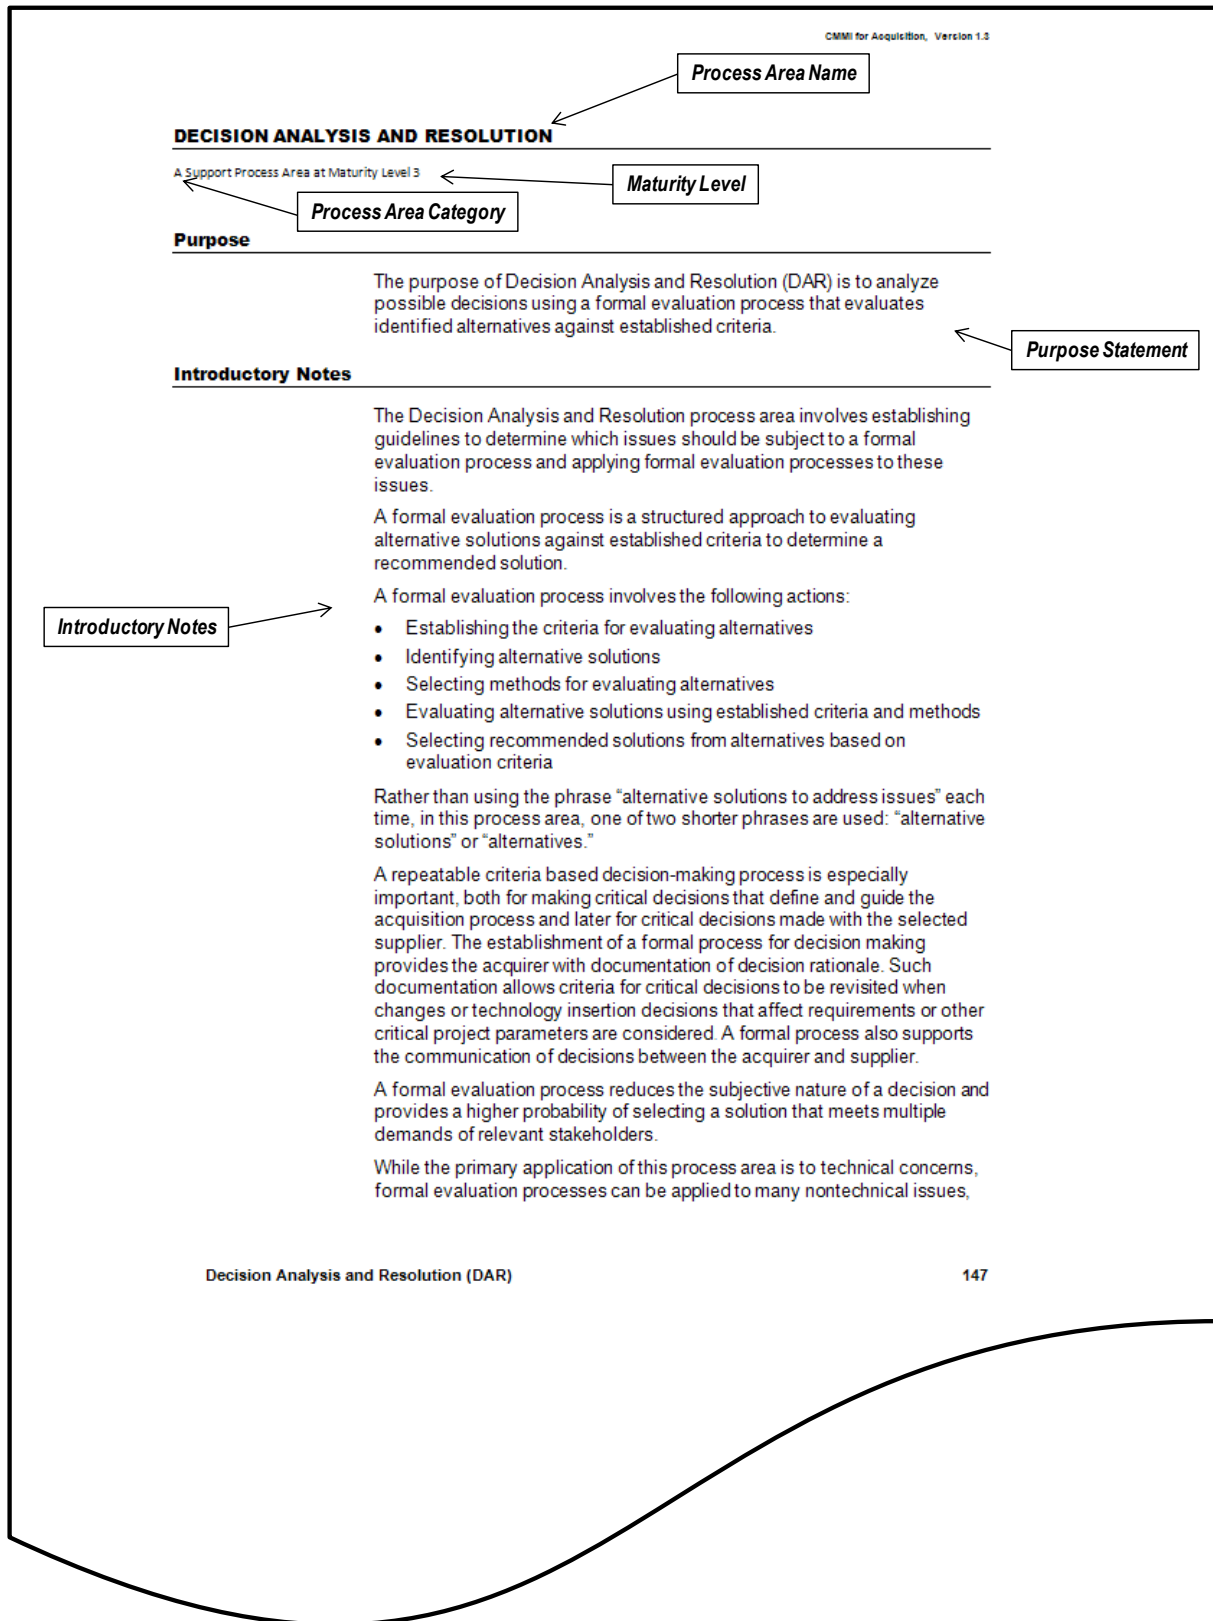 CMMI for Acquisition, Version 1.3
Process Area Name
DECISION ANALYSIS AND RESOLUTION
A Support Process Area at Maturity Level 3
Maturity Level
Process Area Category
Purpose
The purpose of Decision Analysis and Resolution (DAR) is to analyze
possible decisions using a formal evaluation process that evaluates
identified alternatives against established criteria.
Purpose Statement
Introductory Notes
The Decision Analysis and Resolution process area involves establishing
guidelines to determine which issues should be subject to a formal
evaluation process and applying formal evaluation processes to these
issues.
A formal evaluation process is a structured approach to evaluating
alternative solutions against established criteria to determine a
recommended solution.
A formal evaluation process involves the following actions:
Introductory Notes
• Establishing the criteria for evaluating alternatives
• Identifying alternative solutions
• Selecting methods for evaluating alternatives
• Evaluating alternative solutions using established criteria and methods
• Selecting recommended solutions from alternatives based on
evaluation criteria
Rather than using the phrase “alternative solutions to address issues” each
time, in this process area, one of two shorter phrases are used: “alternative
solutions” or “alternatives.”
A repeatable criteria based decision-making process is especially
important, both for making critical decisions that define and guide the
acquisition process and later for critical decisions made with the selected
supplier. The establishment of a formal process for decision making
provides the acquirer with documentation of decision rationale. Such
documentation allows criteria for critical decisions to be revisited when
changes or technology insertion decisions that affect requirements or other
critical project parameters are considered. A formal process also supports
the communication of decisions between the acquirer and supplier.
A formal evaluation process reduces the subjective nature of a decision and
provides a higher probability of selecting a solution that meets multiple
demands of relevant stakeholders.
While the primary application of this process area is to technical concerns,
formal evaluation processes can be applied to many nontechnical issues,
Decision Analysis and Resolution (DAR) 147